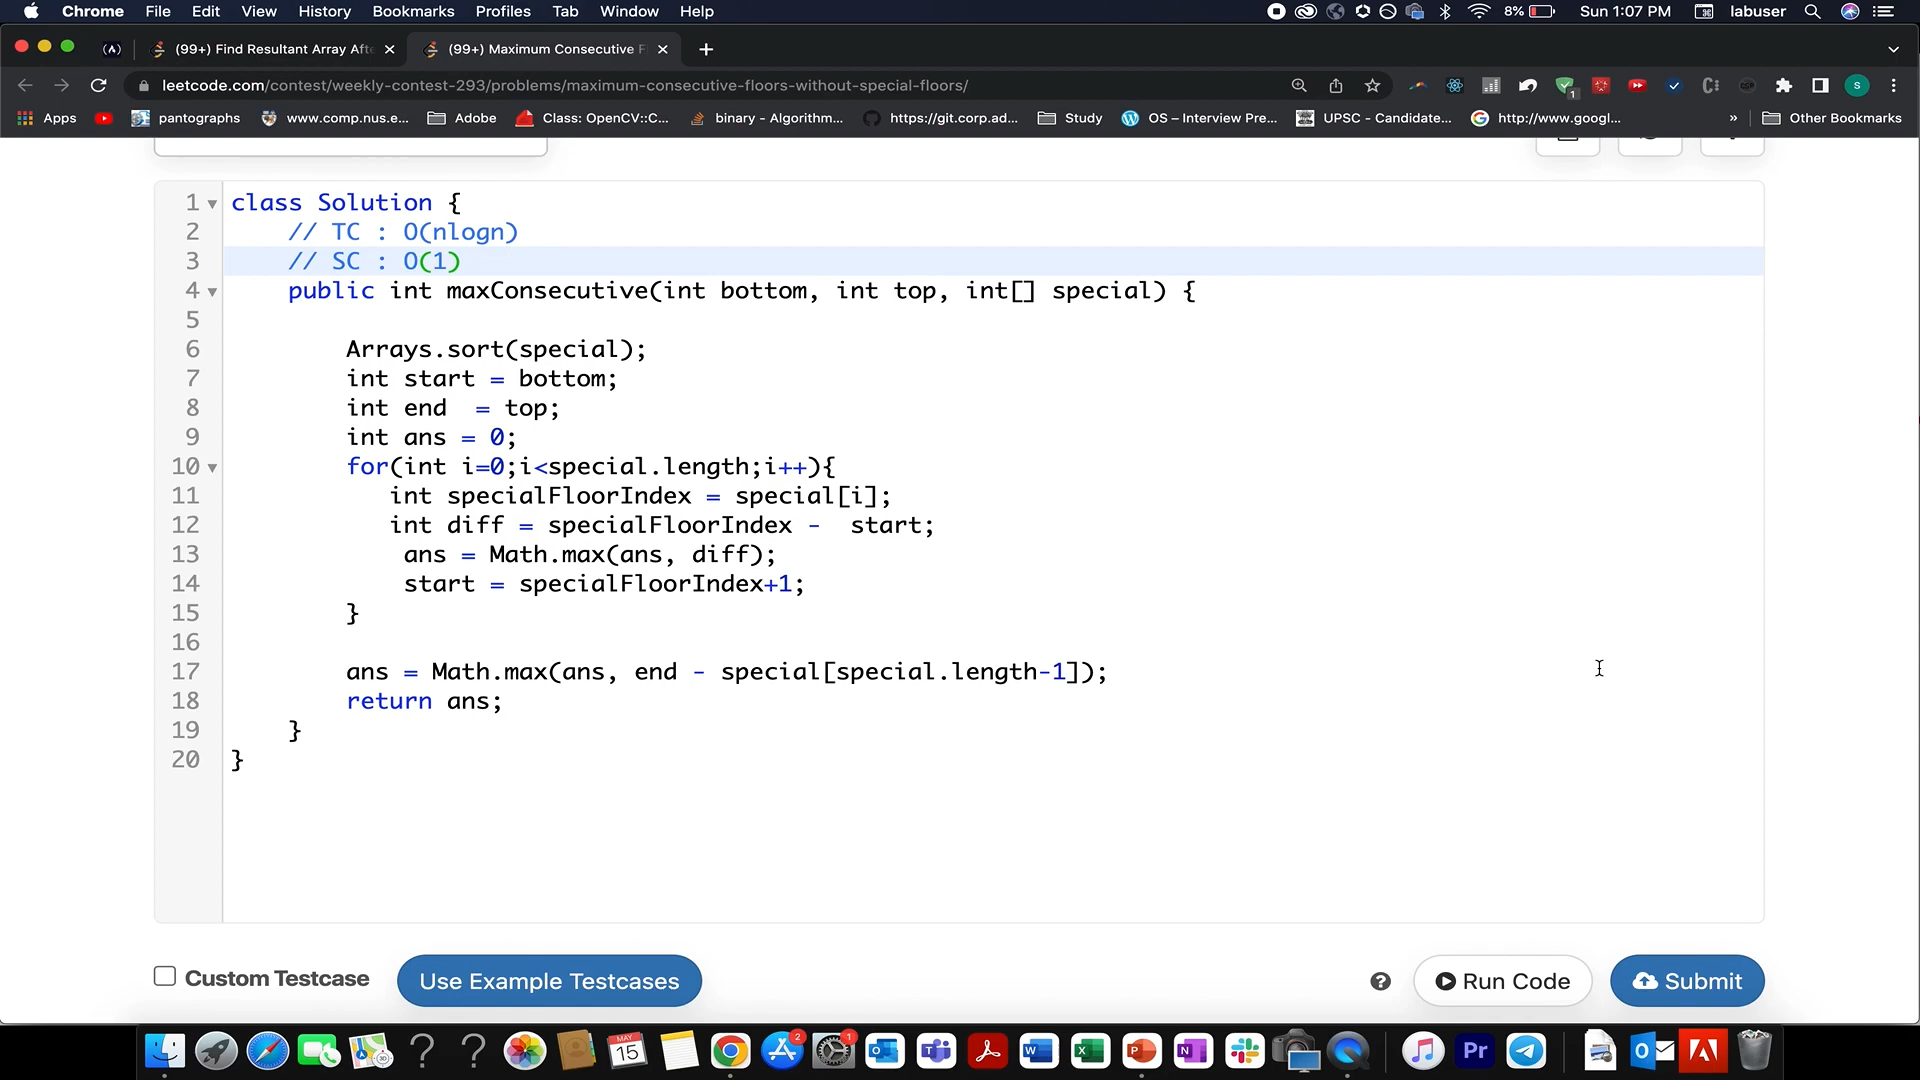 Chrome File Edit View History Bookmarks Profiles Tab Window Help 8% Sun 1:07 PM labuser
(99+) Find Resultant Array Afte (99+) Maximum Consecutive F
leetcode.com/contest/weekly-contest-293/problems/maximum-consecutive-floors-without-special-floors/
Apps pantographs www.comp.nus.e... Adobe Class: OpenCV::C... binary - Algorithm... https://git.corp.ad... Study OS – Interview Pre... UPSC - Candidate... http://www.googl... » Other Bookmarks
1 class Solution {
2 // TC : O(nlogn)
3 // SC : O(1)
4 public int maxConsecutive(int bottom, int top, int[] special) {
5
6 Arrays.sort(special);
7 int start = bottom;
8 int end = top;
9 int ans = 0;
10 for(int i=0;i<special.length;i++){
11 int specialFloorIndex = special[i];
12 int diff = specialFloorIndex - start;
13 ans = Math.max(ans, diff);
14 start = specialFloorIndex+1;
15 }
16
17 ans = Math.max(ans, end - special[special.length-1]);
18 return ans;
19 }
20 }
Custom Testcase Use Example Testcases ? Run Code Submit
MAY 15 2 1 Pr